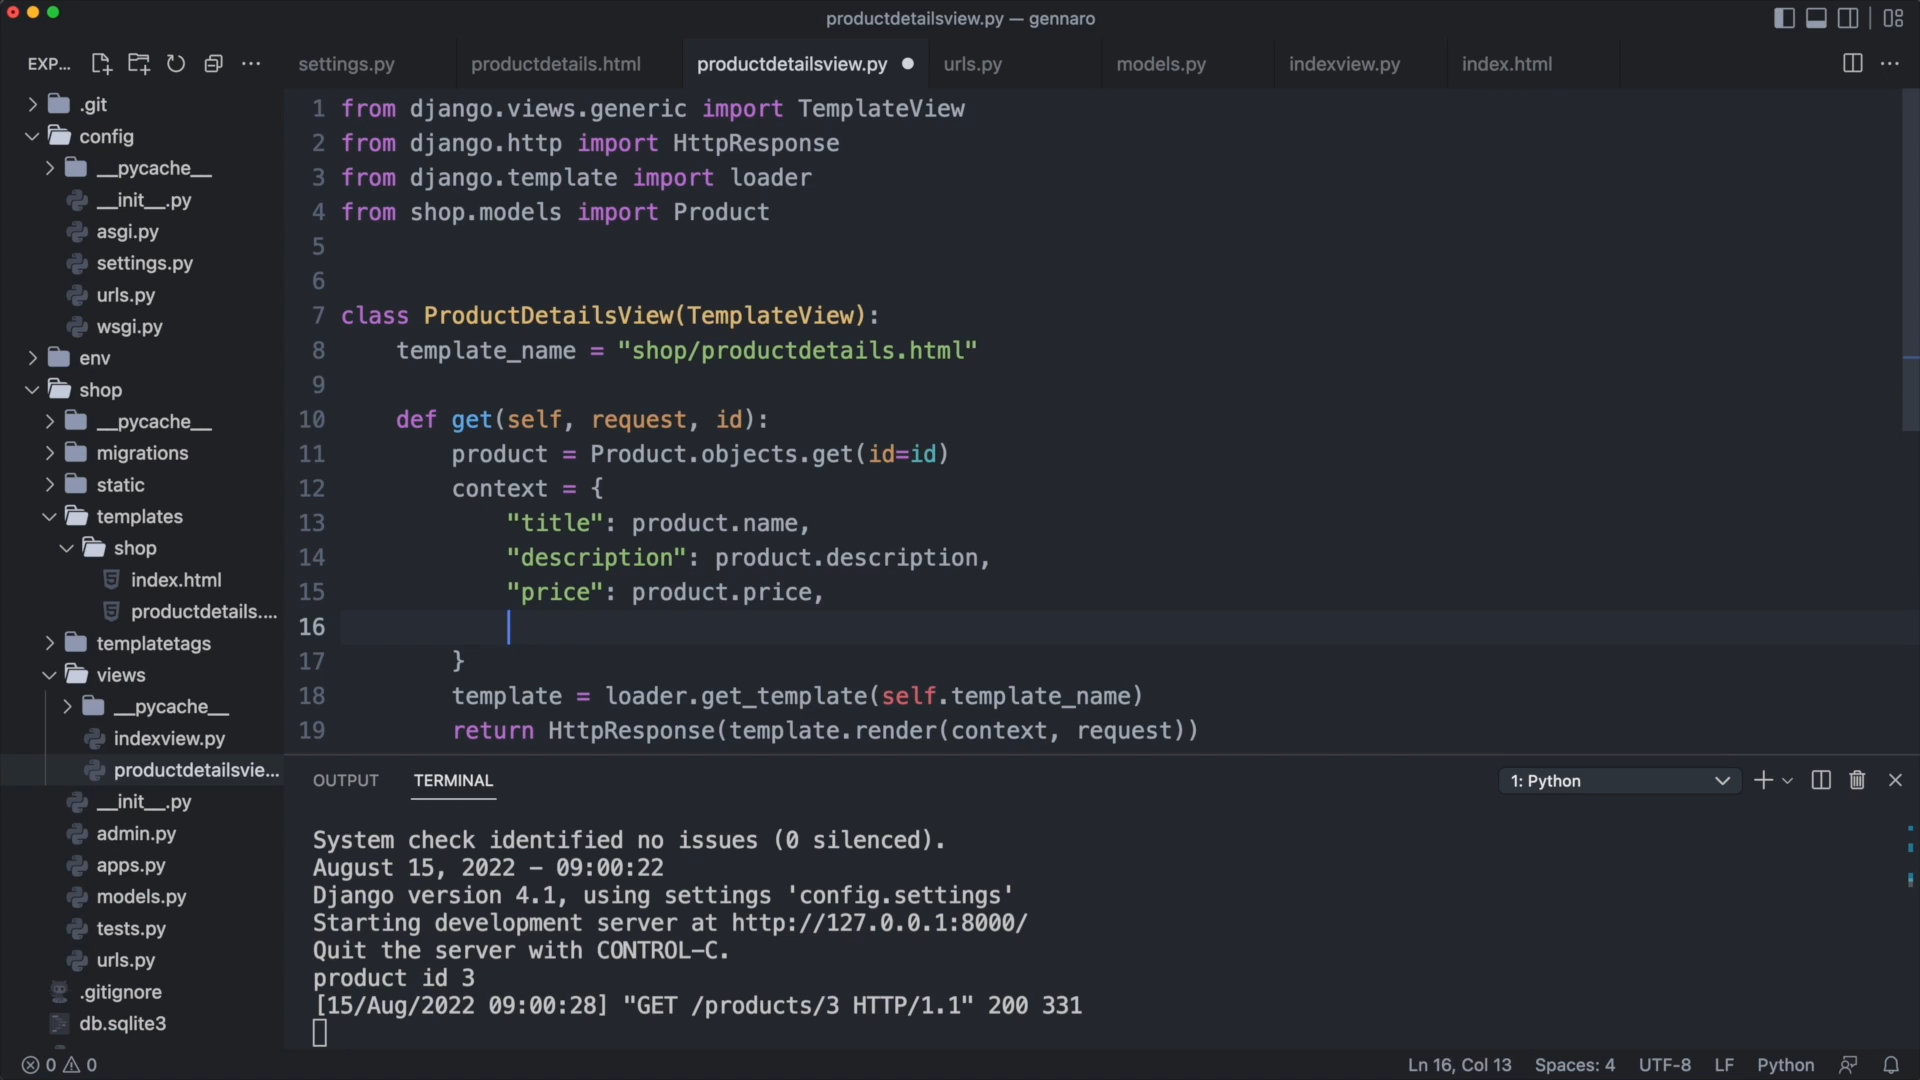 productdetailsview.py — gennaro
EXP...
settings.py
productdetails.html
productdetailsview.py
urls.py
models.py
indexview.py
index.html
.git
config
__pycache__
__init__.py
asgi.py
settings.py
urls.py
wsgi.py
env
shop
__pycache__
migrations
static
templates
shop
index.html
productdetails....
templatetags
views
__pycache__
indexview.py
productdetailsvie...
__init__.py
admin.py
apps.py
models.py
tests.py
urls.py
.gitignore
db.sqlite3
1 from django.views.generic import TemplateView
2 from django.http import HttpResponse
3 from django.template import loader
4 from shop.models import Product
5
6
7 class ProductDetailsView(TemplateView):
8 template_name = "shop/productdetails.html"
9
10 def get(self, request, id):
11 product = Product.objects.get(id=id)
12 context = {
13 "title": product.name,
14 "description": product.description,
15 "price": product.price,
16
17 }
18 template = loader.get_template(self.template_name)
19 return HttpResponse(template.render(context, request))
OUTPUT TERMINAL
1: Python
System check identified no issues (0 silenced).
August 15, 2022 - 09:00:22
Django version 4.1, using settings 'config.settings'
Starting development server at http://127.0.0.1:8000/
Quit the server with CONTROL-C.
product id 3
[15/Aug/2022 09:00:28] "GET /products/3 HTTP/1.1" 200 331
0 0
Ln 16, Col 13 Spaces: 4 UTF-8 LF Python